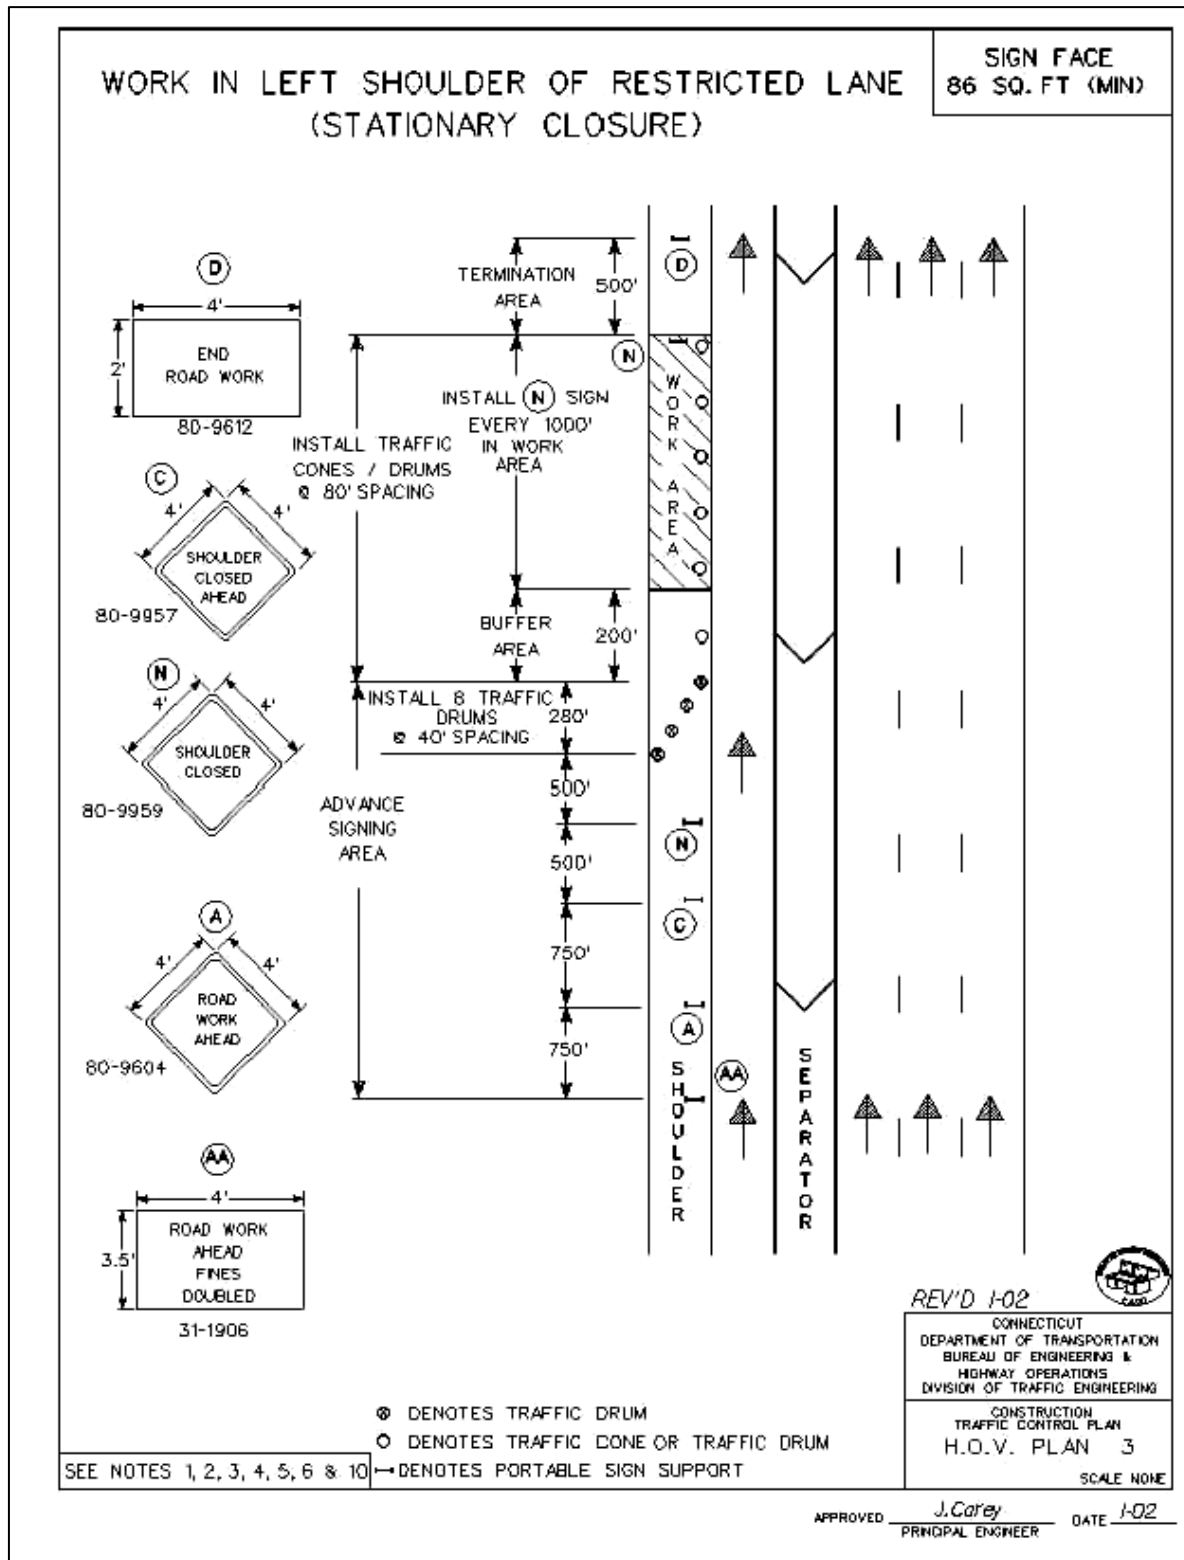 WORK IN LEFT SHOULDER OF RESTRICTED LANE
(STATIONARY CLOSURE)
SIGN FACE
86 SQ. FT (MIN)
D
4'
2'
END
ROAD WORK
80-9612
C
4'
4'
SHOULDER
CLOSED
AHEAD
80-9957
N
4'
4'
SHOULDER
CLOSED
80-9959
A
4'
4'
ROAD
WORK
AHEAD
80-9604
AA
4'
3.5'
ROAD WORK
AHEAD
FINES
DOUBLED
31-1906
TERMINATION
AREA
500'
INSTALL N SIGN
EVERY 1000'
IN WORK
AREA
INSTALL TRAFFIC
CONES / DRUMS
@ 80' SPACING
BUFFER
AREA
200'
INSTALL 8 TRAFFIC
DRUMS
@ 40' SPACING
280'
ADVANCE
SIGNING
AREA
500'
500'
750'
750'
D
N
WORK AREA
N
C
A
AA
SHOULDER
SEPARATOR
REV'D 1-02
CONNECTICUT
DEPARTMENT OF TRANSPORTATION
BUREAU OF ENGINEERING &
HIGHWAY OPERATIONS
DIVISION OF TRAFFIC ENGINEERING
CONSTRUCTION
TRAFFIC CONTROL PLAN
H.O.V. PLAN 3
SCALE NONE
DENOTES TRAFFIC DRUM
DENOTES TRAFFIC CONE OR TRAFFIC DRUM
DENOTES PORTABLE SIGN SUPPORT
SEE NOTES 1, 2, 3, 4, 5, 6 & 10
APPROVED J.Carey DATE 1-02
PRINCIPAL ENGINEER